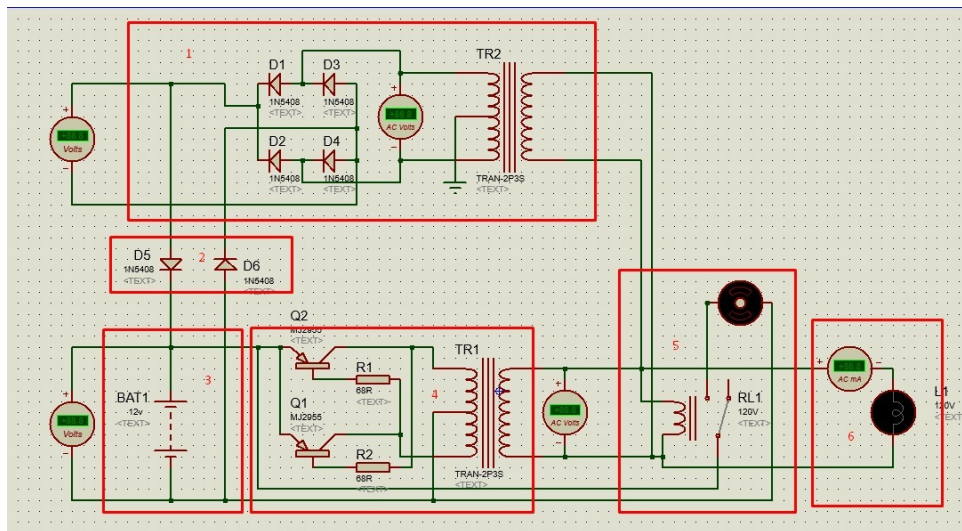 1
TR2
D1
D3
1N5408
<TEXT>
1N5408
<TEXT>
+
AC Volts
-
+
Volts
-
D2
D4
1N5408
<TEXT>
1N5408
<TEXT>
TRAN-2P3S
<TEXT>
D5
1N5408
<TEXT>
2
D6
1N5408
<TEXT>
Q2
MJ2955
<TEXT>
R1
68R
<TEXT>
TR1
5
3
4
+
Volts
-
BAT1
12v
<TEXT>
Q1
MJ2955
<TEXT>
R2
68R
<TEXT>
TRAN-2P3S
<TEXT>
+
AC Volts
-
RL1
120V
<TEXT>
+
-
AC mA
L1
120V
<TEXT>
6